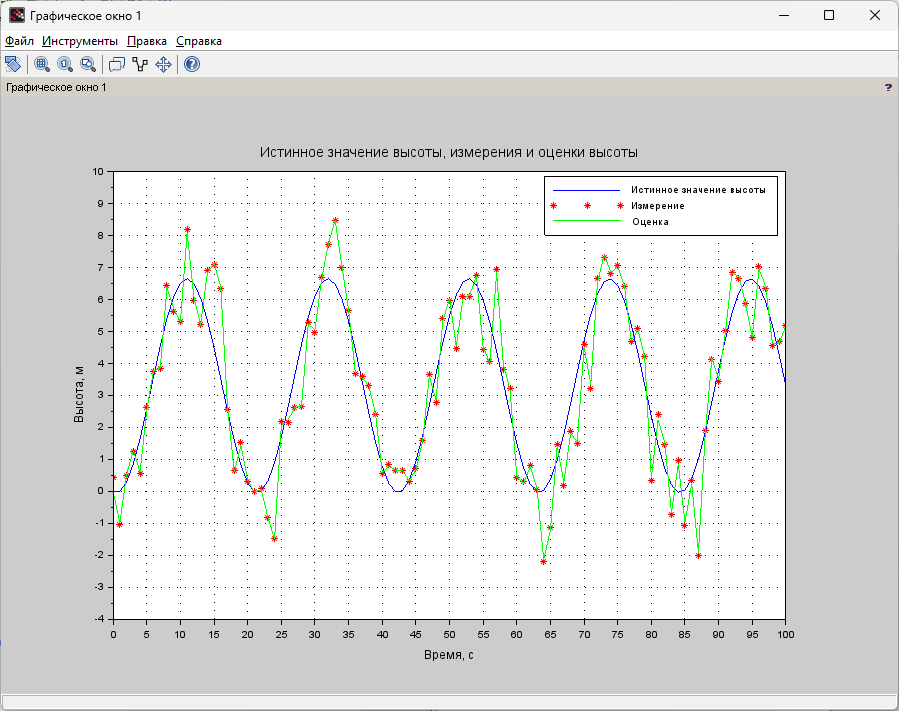 Графическое окно 1
Файл Инструменты Правка Справка
Графическое окно 1 ?
Истинное значение высоты, измерения и оценки высоты
Истинное значение высоты
Измерение
Оценка
10
9
8
7
6
5
4
3
2
1
0
-1
-2
-3
-4
Высота, м
0 5 10 15 20 25 30 35 40 45 50 55 60 65 70 75 80 85 90 95 100
Время, с